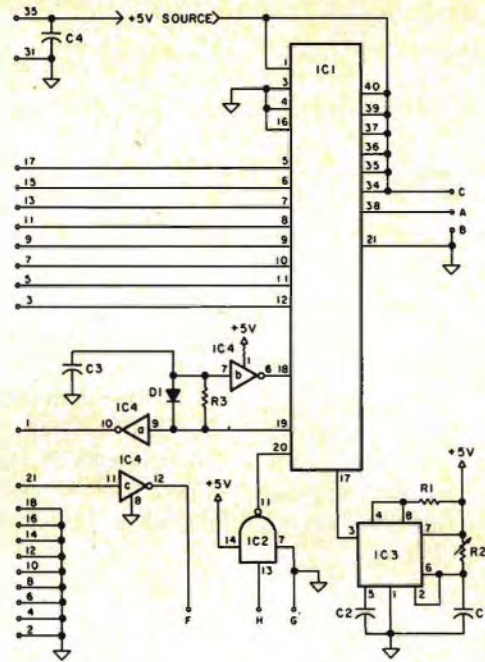 35 +5V SOURCE
C4 IC1
31
1
3 40
4 39
16 37
36
17 5 35
15 6 34 C
13 7 38 A
11 8 B
9 9 21
7 10
5 11
3 12
+5V
IC4
1
C3 7 b 6 18
D1 R3
IC4
1 10 a 9 19
20
IC4 17 +5V
21 11 c 12 11
18 8 +5V R1
16 4 8
14 14 IC2 7 3 7
12 IC3 R2
10 13 6
8 5 1 2
6 C2 C
4 F H G
2